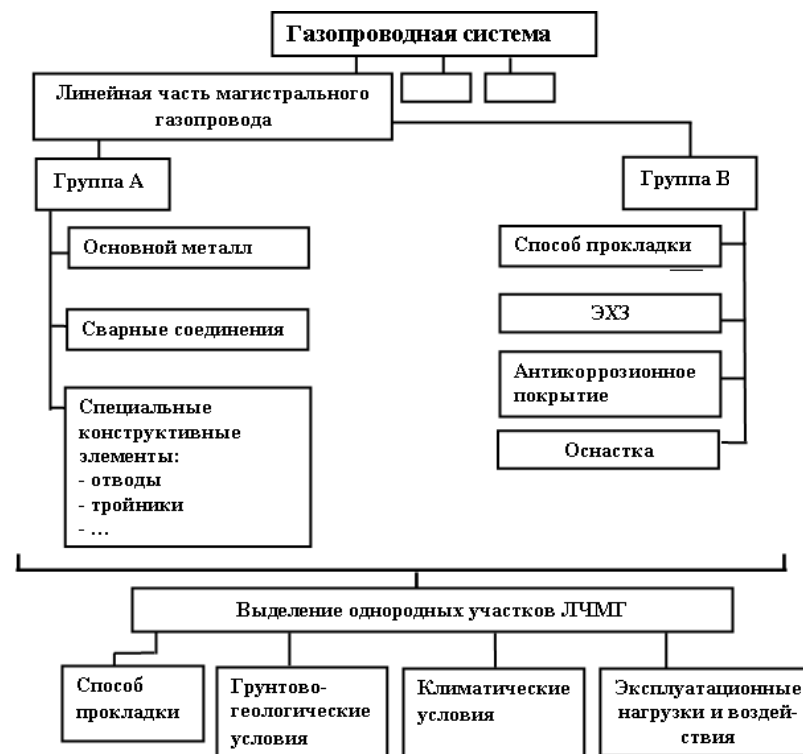 Газопроводная система
Линейная часть магистрального
газопровода
Группа А
Группа В
Основной металл
Сварные соединения
Специальные
конструктивные
элементы:
- отводы
- тройники
- ...
Способ прокладки
ЭХЗ
Антикоррозионное
покрытие
Оснастка
Выделение однородных участков ЛЧМГ
Способ
прокладки
Грунтово-
геологические
условия
Климатические
условия
Эксплуатационные
нагрузки и воздей-
ствия